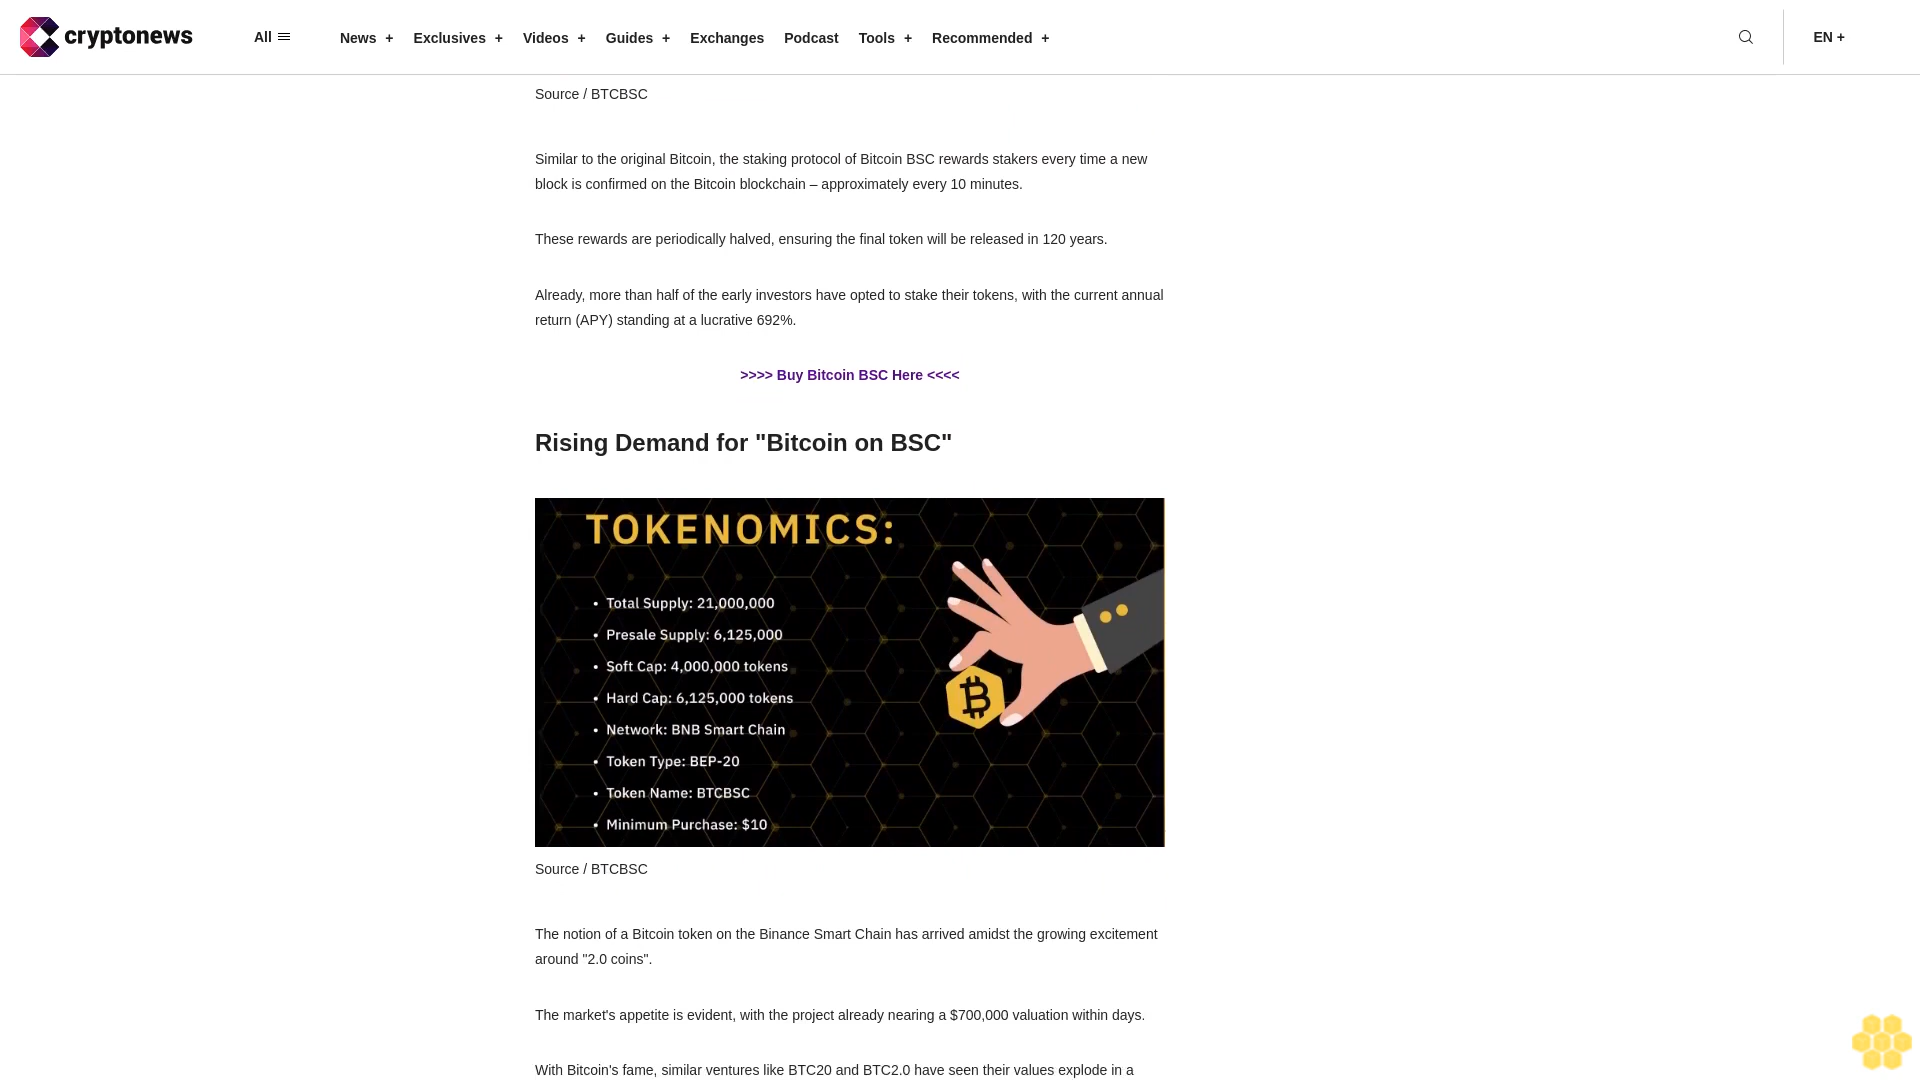 cryptonews
All
News +
Exclusives +
Videos +
Guides +
Exchanges
Podcast
Tools +
Recommended +
EN +
Source / BTCBSC
Similar to the original Bitcoin, the staking protocol of Bitcoin BSC rewards stakers every time a new
block is confirmed on the Bitcoin blockchain – approximately every 10 minutes.
These rewards are periodically halved, ensuring the final token will be released in 120 years.
Already, more than half of the early investors have opted to stake their tokens, with the current annual
return (APY) standing at a lucrative 692%.
>>>> Buy Bitcoin BSC Here <<<<
Rising Demand for "Bitcoin on BSC"
TOKENOMICS:
• Total Supply: 21,000,000
• Presale Supply: 6,125,000
• Soft Cap: 4,000,000 tokens
• Hard Cap: 6,125,000 tokens
• Network: BNB Smart Chain
• Token Type: BEP-20
• Token Name: BTCBSC
• Minimum Purchase: $10
Source / BTCBSC
The notion of a Bitcoin token on the Binance Smart Chain has arrived amidst the growing excitement
around "2.0 coins".
The market's appetite is evident, with the project already nearing a $700,000 valuation within days.
With Bitcoin's fame, similar ventures like BTC20 and BTC2.0 have seen their values explode in a